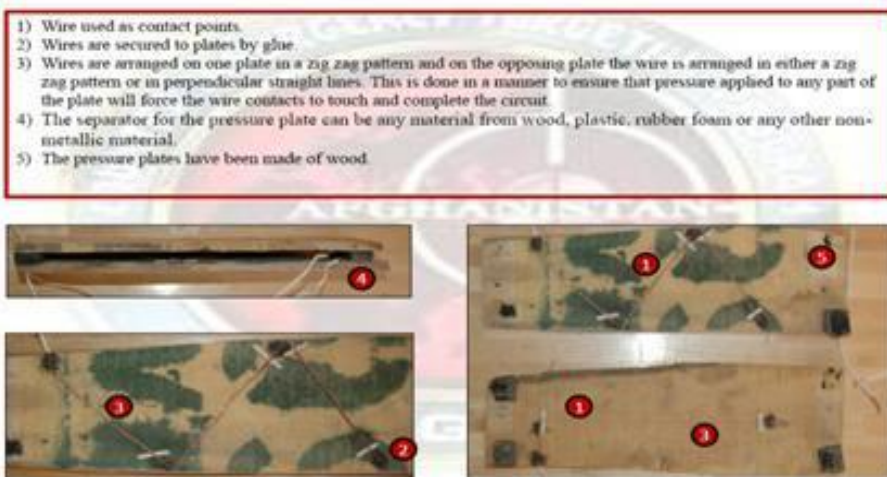 1) Wire used as contact points.
2) Wires are secured to plates by glue.
3) Wires are arranged on one plate in a zig zag pattern and on the opposing plate the wire is arranged in either a zig
zag pattern or in perpendicular straight lines. This is done in a manner to ensure that pressure applied to any part of
the plate will force the wire contacts to touch and complete the circuit.
4) The separator for the pressure plate can be any material from wood, plastic, rubber foam or any other non-
metallic material.
5) The pressure plates have been made of wood.
AFGHANISTAN
4
1
5
3
2
1
3